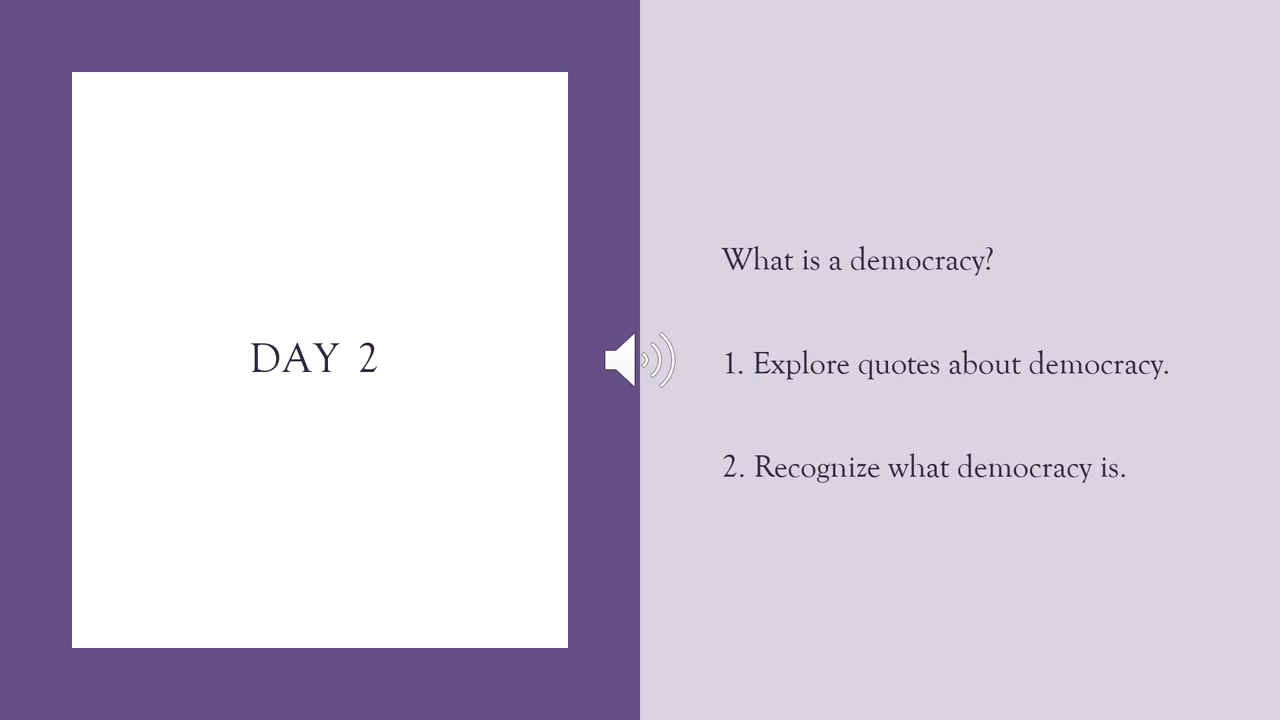 DAY 2
What is a democracy?
1. Explore quotes about democracy.
2. Recognize what democracy is.